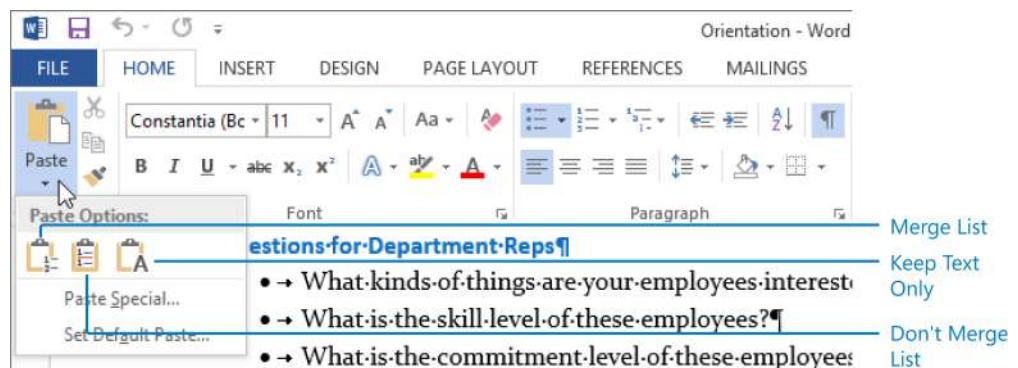 Orientation - Word
FILE HOME INSERT DESIGN PAGE LAYOUT REFERENCES MAILINGS
Constantia (Bc 11 A A Aa
Paste B I U abc X₂ X² A aby A
Paste Options: Font Paragraph
Merge List
estions·for·Department·Reps¶
Keep Text
Only
•→What·kinds·of·things·are·your·employees·interest
Paste Special...
•→What·is·the·skill·level·of·these·employees?¶
Set Default Paste...
Don't Merge
List
•→What·is·the·commitment·level·of·these·employees